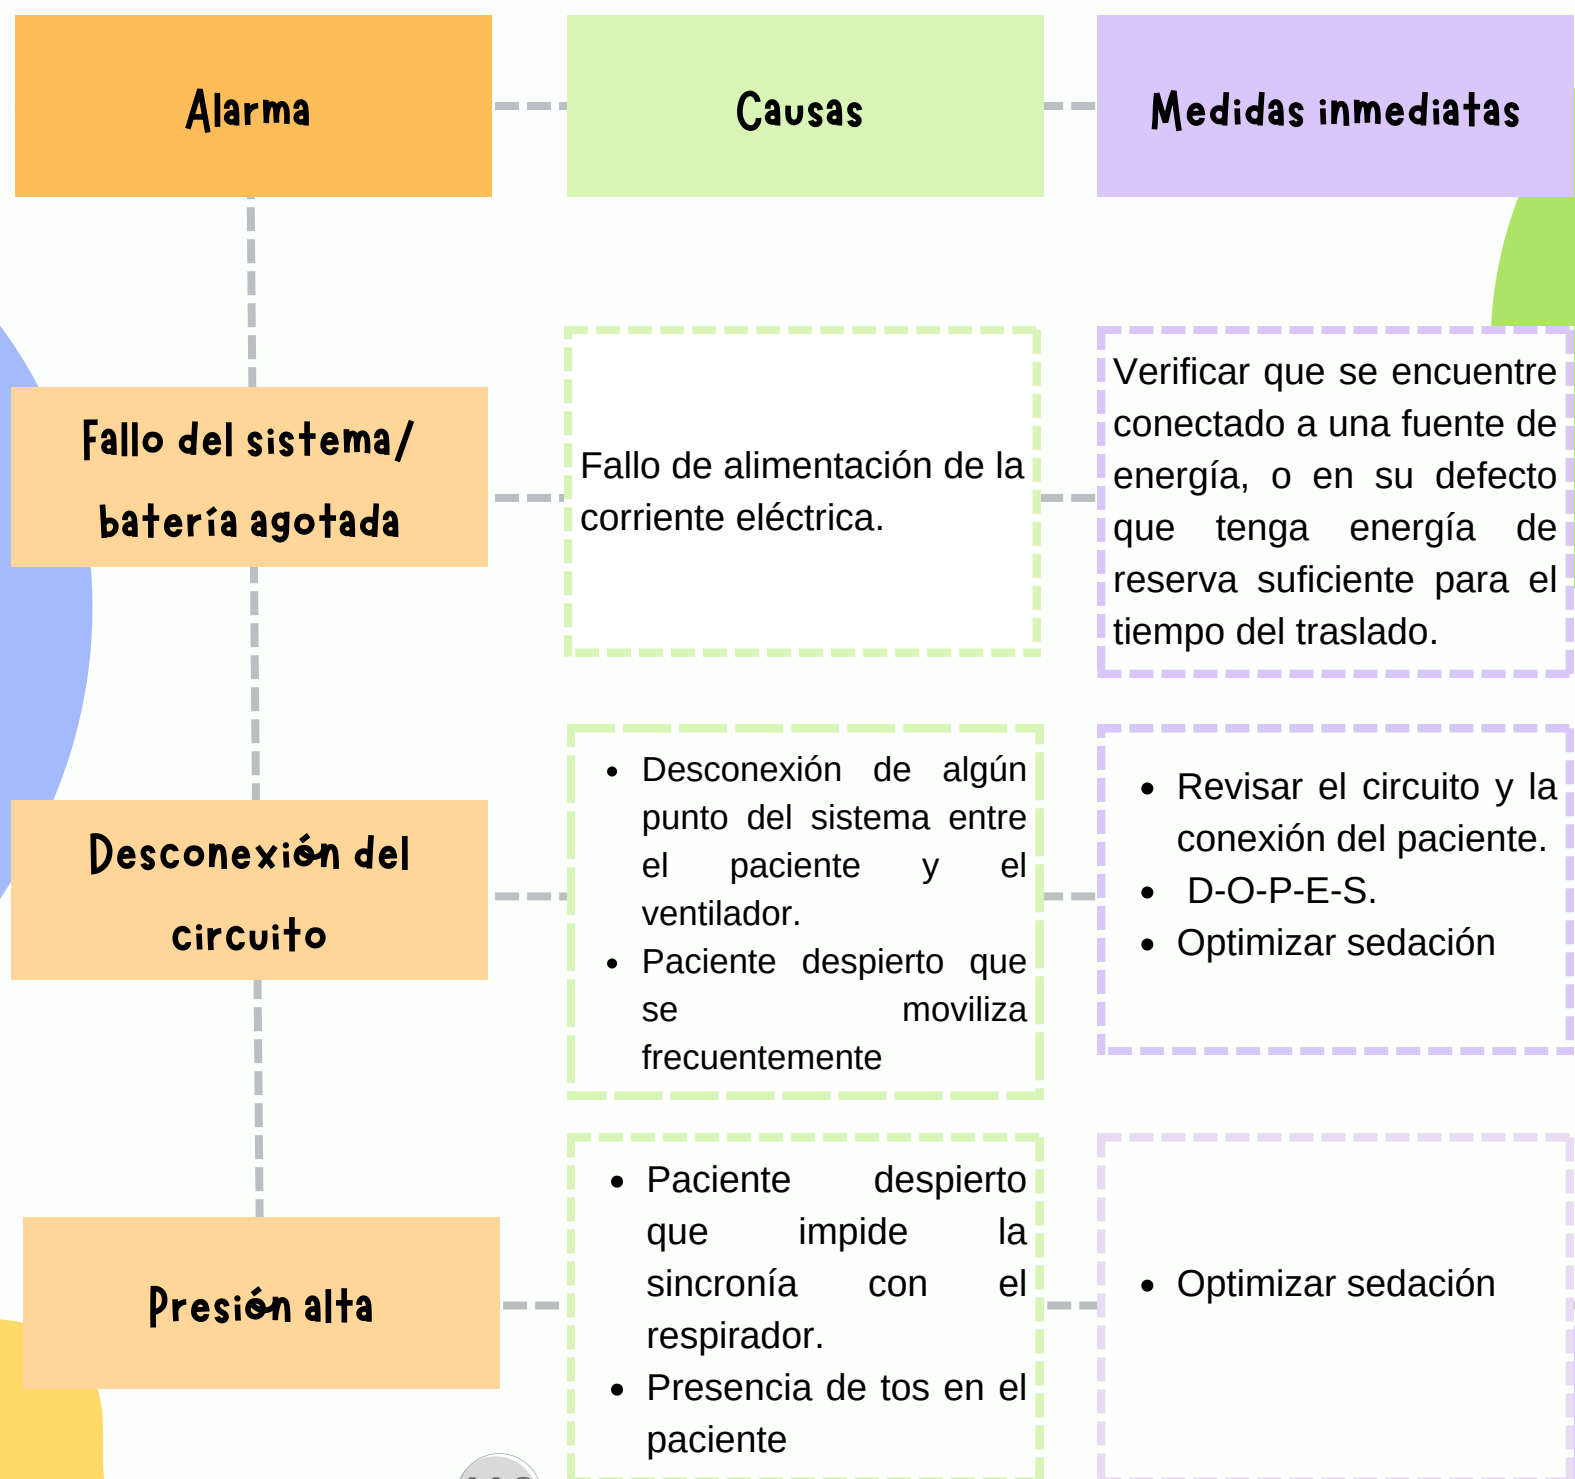 Alarma
Causas
Medidas inmediatas
Fallo del sistema/
batería agotada
Fallo de alimentación de la
corriente eléctrica.
Verificar que se encuentre
conectado a una fuente de
energía, o en su defecto
que tenga energía de
reserva suficiente para el
tiempo del traslado.
Desconexión del
circuito
• Desconexión de algún
punto del sistema entre
el paciente y el
ventilador.
• Paciente despierto que
se moviliza
frecuentemente
• Revisar el circuito y la
conexión del paciente.
• D-O-P-E-S.
• Optimizar sedación
Presión alta
• Paciente despierto
que impide la
sincronía con el
respirador.
• Presencia de tos en el
paciente
• Optimizar sedación